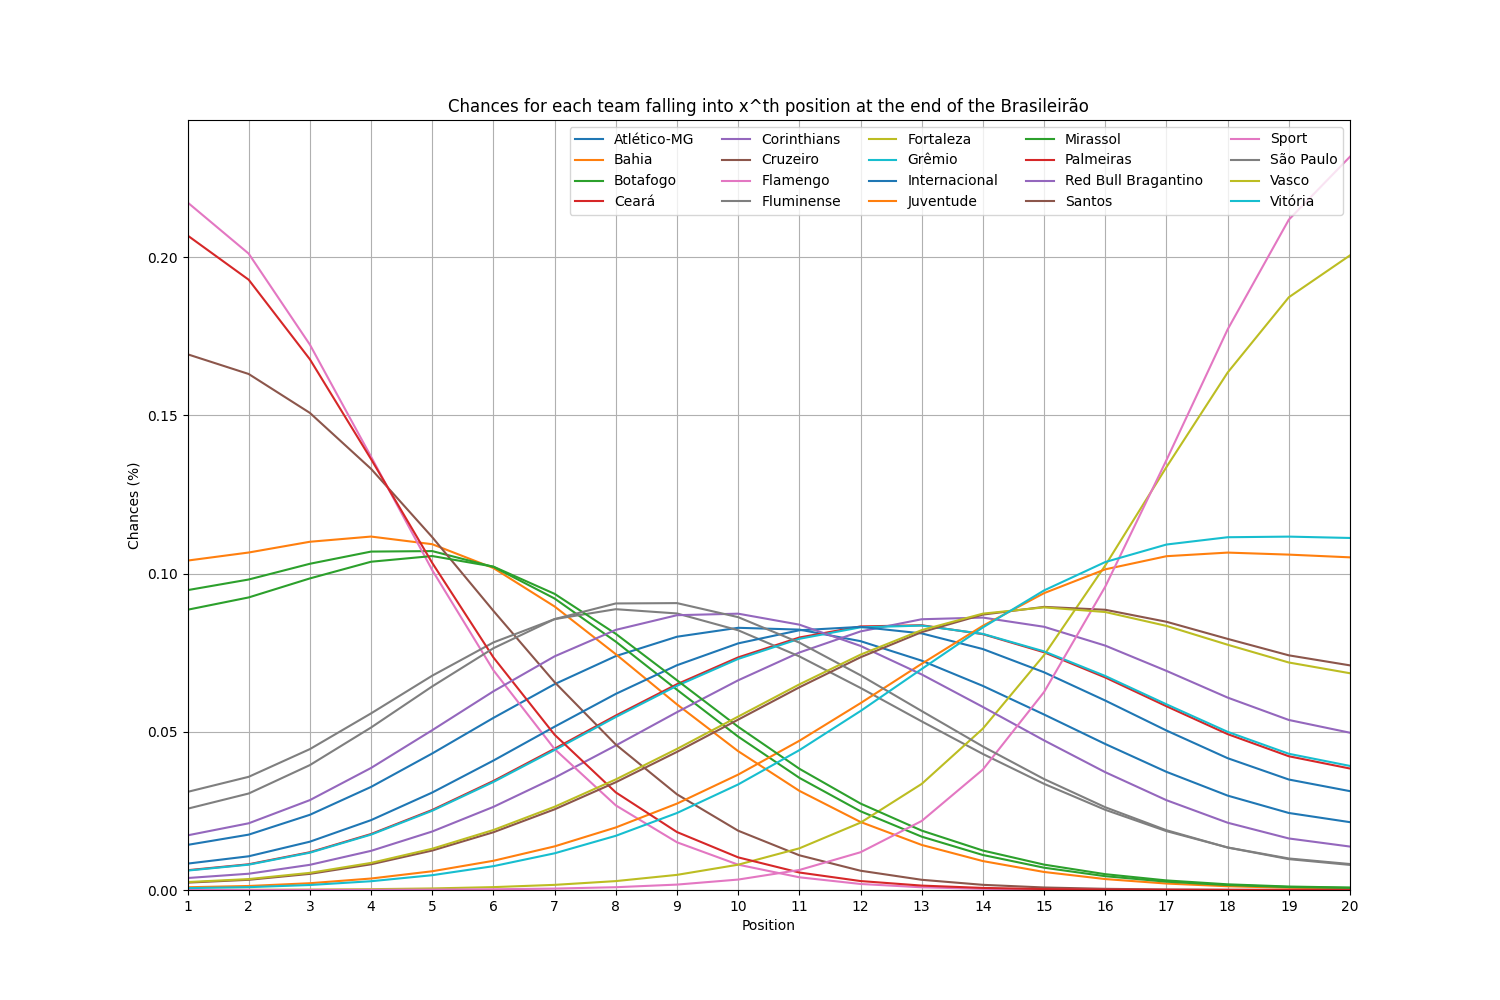 Chances for each team falling into x^th position at the end of the Brasileirão
Atlético-MG
Bahia
Botafogo
Ceará
Corinthians
Cruzeiro
Flamengo
Fluminense
Fortaleza
Grêmio
Internacional
Juventude
Mirassol
Palmeiras
Red Bull Bragantino
Santos
Sport
São Paulo
Vasco
Vitória
Chances (%)
0.20
0.15
0.10
0.05
0.00
1 2 3 4 5 6 7 8 9 10 11 12 13 14 15 16 17 18 19 20
Position